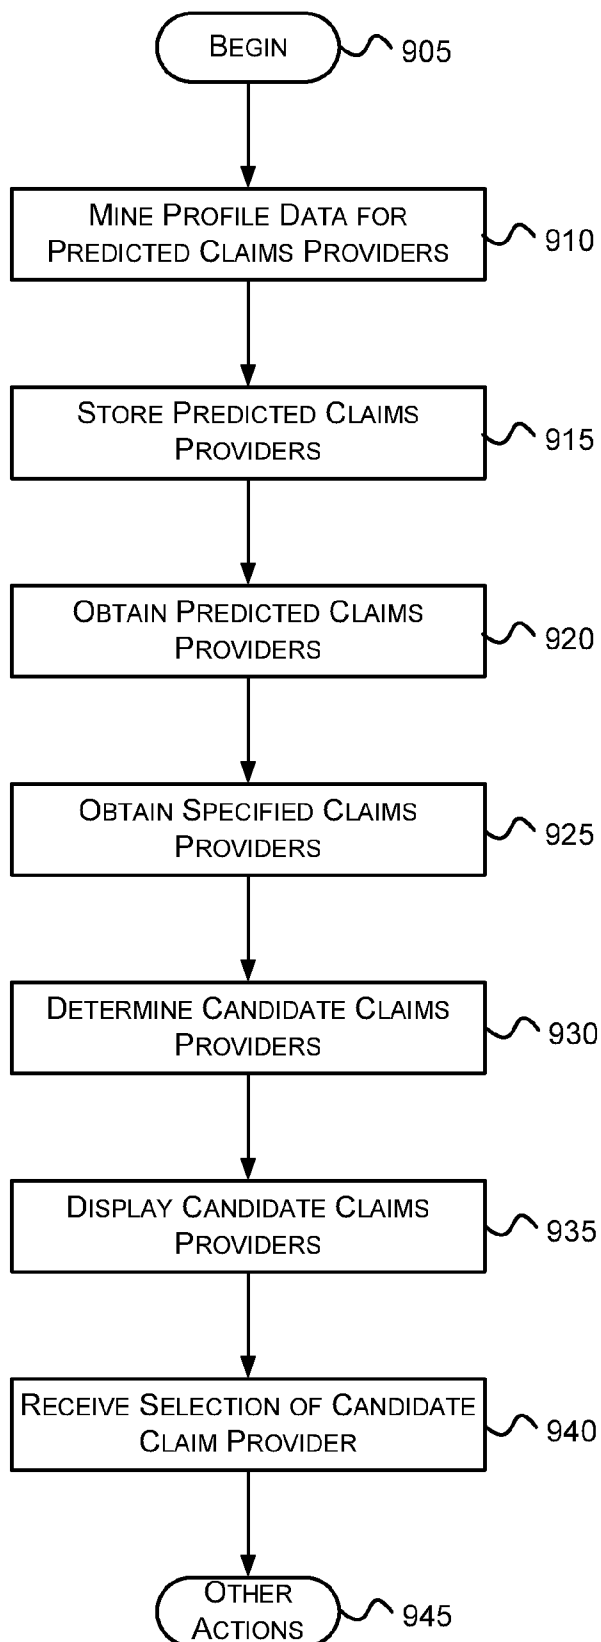 BEGIN
905
MINE PROFILE DATA FOR
PREDICTED CLAIMS PROVIDERS
910
STORE PREDICTED CLAIMS
PROVIDERS
915
OBTAIN PREDICTED CLAIMS
PROVIDERS
920
OBTAIN SPECIFIED CLAIMS
PROVIDERS
925
DETERMINE CANDIDATE CLAIMS
PROVIDERS
930
DISPLAY CANDIDATE CLAIMS
PROVIDERS
935
RECEIVE SELECTION OF CANDIDATE
CLAIM PROVIDER
940
OTHER
ACTIONS
945